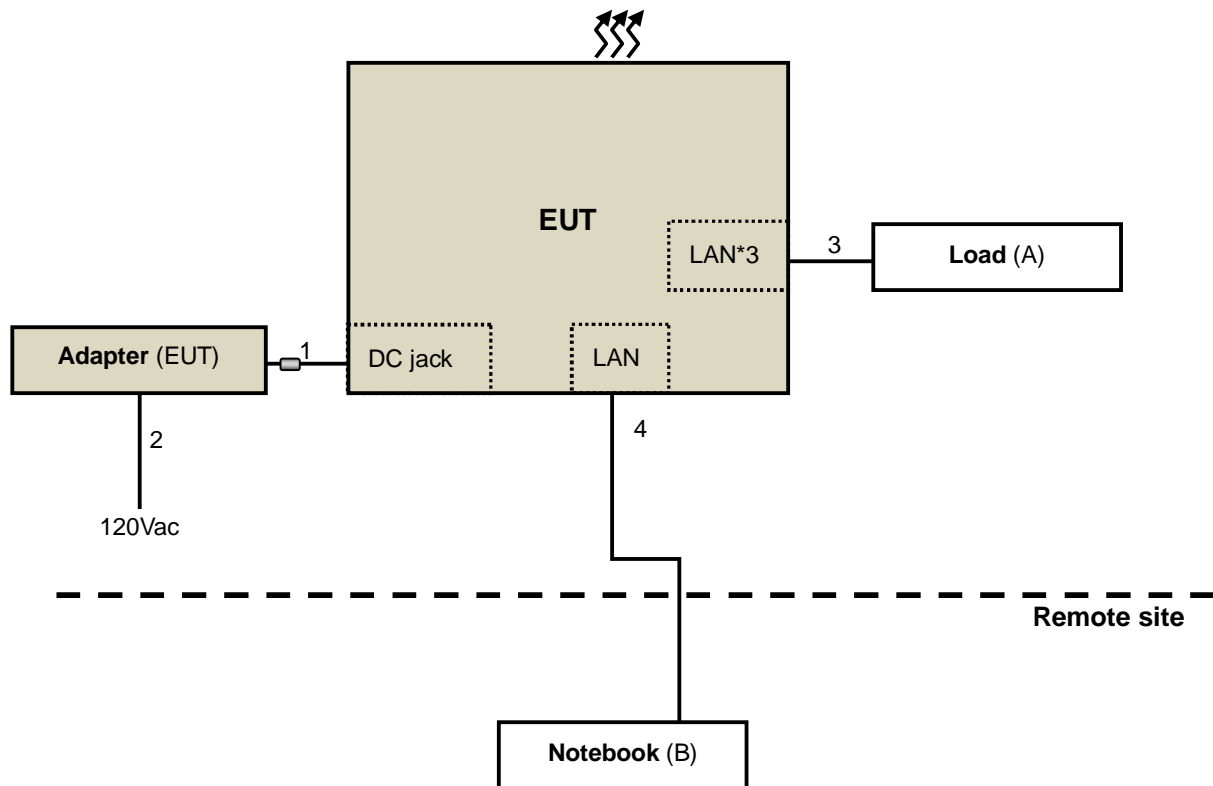 EUT
LAN*3
3
Load (A)
Adapter (EUT)
1
DC jack
LAN
2
4
120Vac
Remote site
Notebook (B)